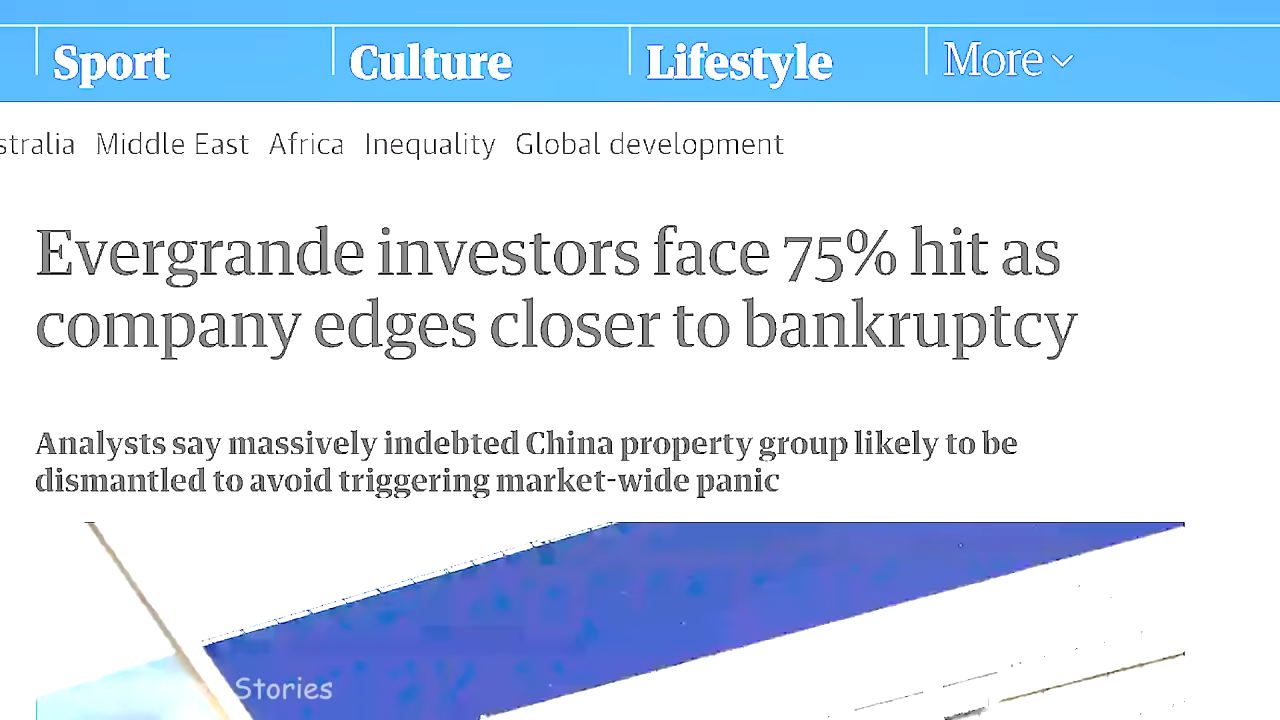 Sport Culture Lifestyle More
stralia Middle East Africa Inequality Global development
Evergrande investors face 75% hit as
company edges closer to bankruptcy
Analysts say massively indebted China property group likely to be
dismantled to avoid triggering market-wide panic
Stories